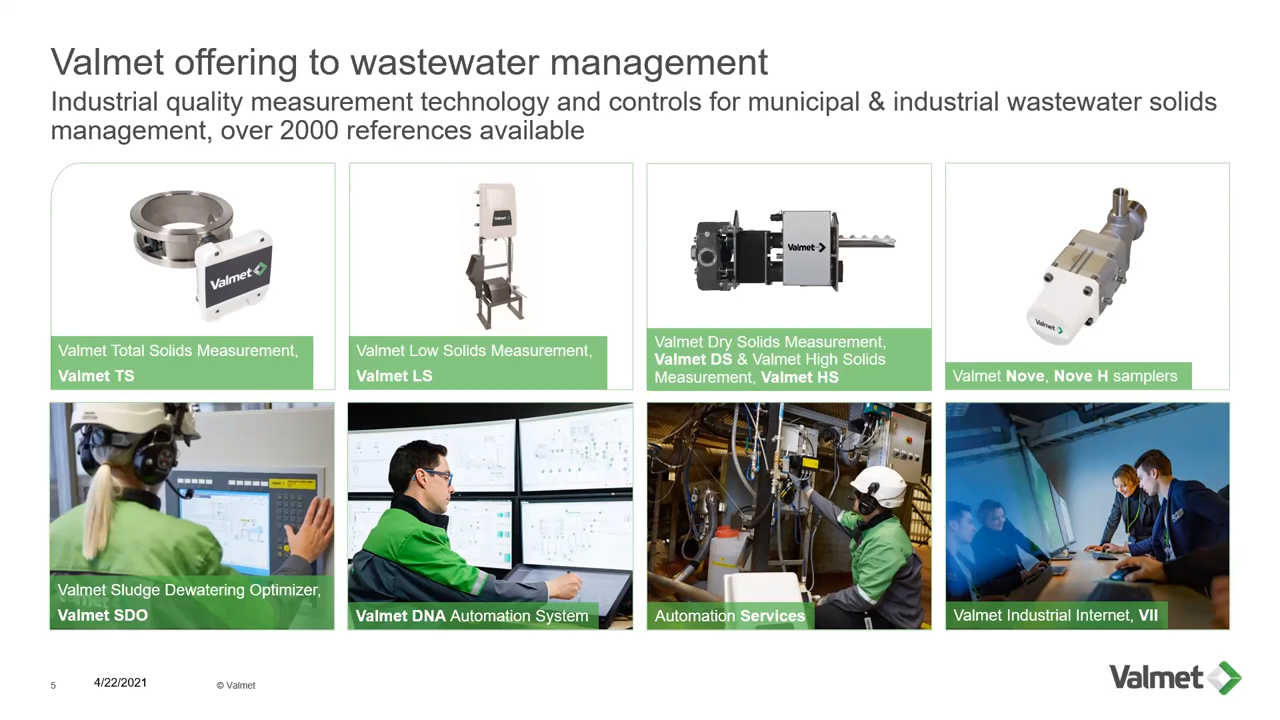 Valmet offering to wastewater management
Industrial quality measurement technology and controls for municipal & industrial wastewater solids
management, over 2000 references available
Valmet
Valmet
Valmet
Valmet
Valmet Total Solids Measurement,
Valmet TS
Valmet Low Solids Measurement,
Valmet LS
Valmet Dry Solids Measurement,
Valmet DS & Valmet High Solids
Measurement, Valmet HS
Valmet Nove, Nove H samplers
Valmet Sludge Dewatering Optimizer,
Valmet SDO
Valmet DNA Automation System
Automation Services
Valmet Industrial Internet, VII
5
4/22/2021
© Valmet
Valmet